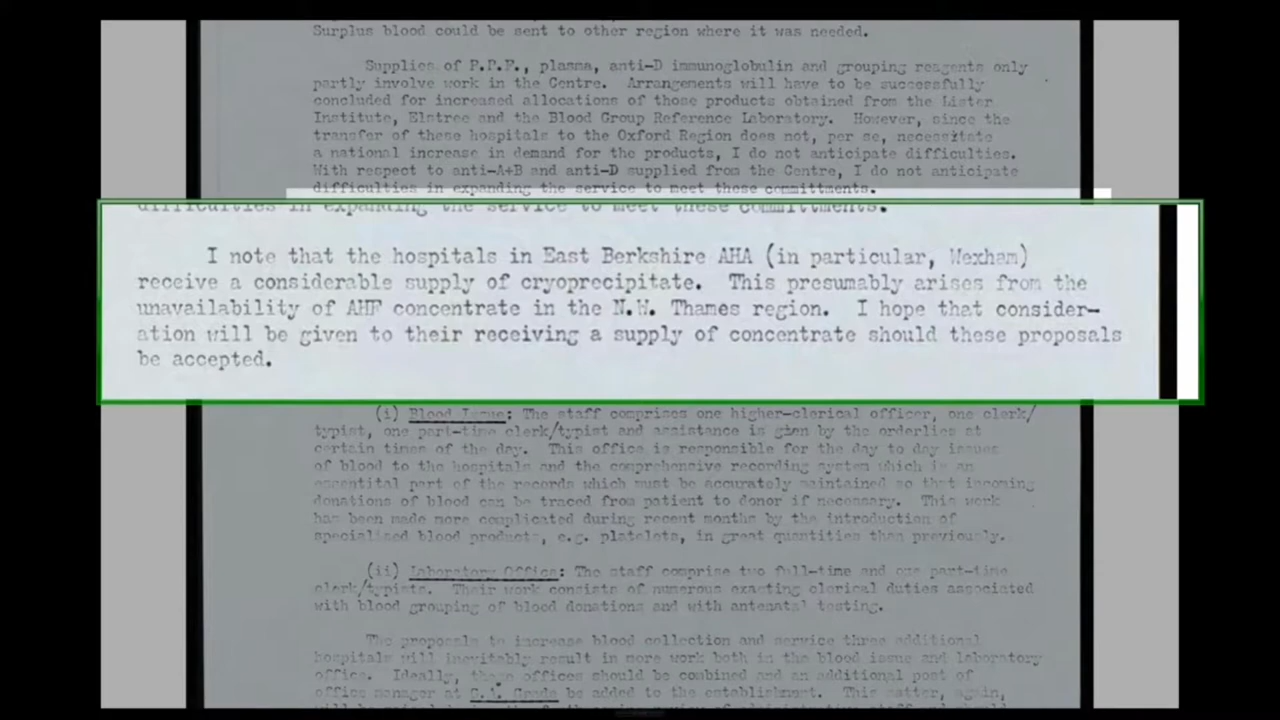 Surplus blood could be sent to other region where it was needed.
Supplies of P.P.F., plasma, anti-D immunoglobulin and grouping reagents only
partly involve work in the Centre. Arrangements will have to be successfully
concluded for increased allocations of those products obtained from the Lister
Institute, Elstree and the Blood Group Reference Laboratory. However, since the
transfer of these hospitals to the Oxford Region does not, per se, necessitate
a national increase in demand for the products, I do not anticipate difficulties.
With respect to anti-A+B and anti-D supplied from the Centre, I do not anticipate
difficulties in expanding the service to meet these committments.
difficulties in expanding the service to meet these committments.
I note that the hospitals in East Berkshire AHA (in particular, Wexham)
receive a considerable supply of cryoprecipitate. This presumably arises from the
unavailability of AHF concentrate in the N.W. Thames region. I hope that consider-
ation will be given to their receiving a supply of concentrate should these proposals
be accepted.
(i) Blood Issue: The staff comprises one higher-clerical officer, one clerk/
typist, one part-time clerk/typist and assistance is given by the orderlies at
certain times of the day. This office is responsible for the day to day issues
of blood to the hospitals and the comprehensive recording system which is an
essentital part of the records which must be accurately maintained so that incoming
donations of blood can be traced from patient to donor if necessary. This work
has been made more complicated during recent months by the introduction of
specialised blood products, e.g. platelets, in great quantities than previously.
(ii) Laboratory Office: The staff comprise two full-time and one part-time
clerk/typists. Their work consists of numerous exacting clerical duties associated
with blood grouping of blood donations and with antenatal testing.
The proposals to increase blood collection and service three additional
hospitals will inevitably result in more work both in the blood issue and laboratory
office. Ideally, these offices should be combined and an additional post of
office manager at G.A. Grade be added to the establishment. This matter, again,